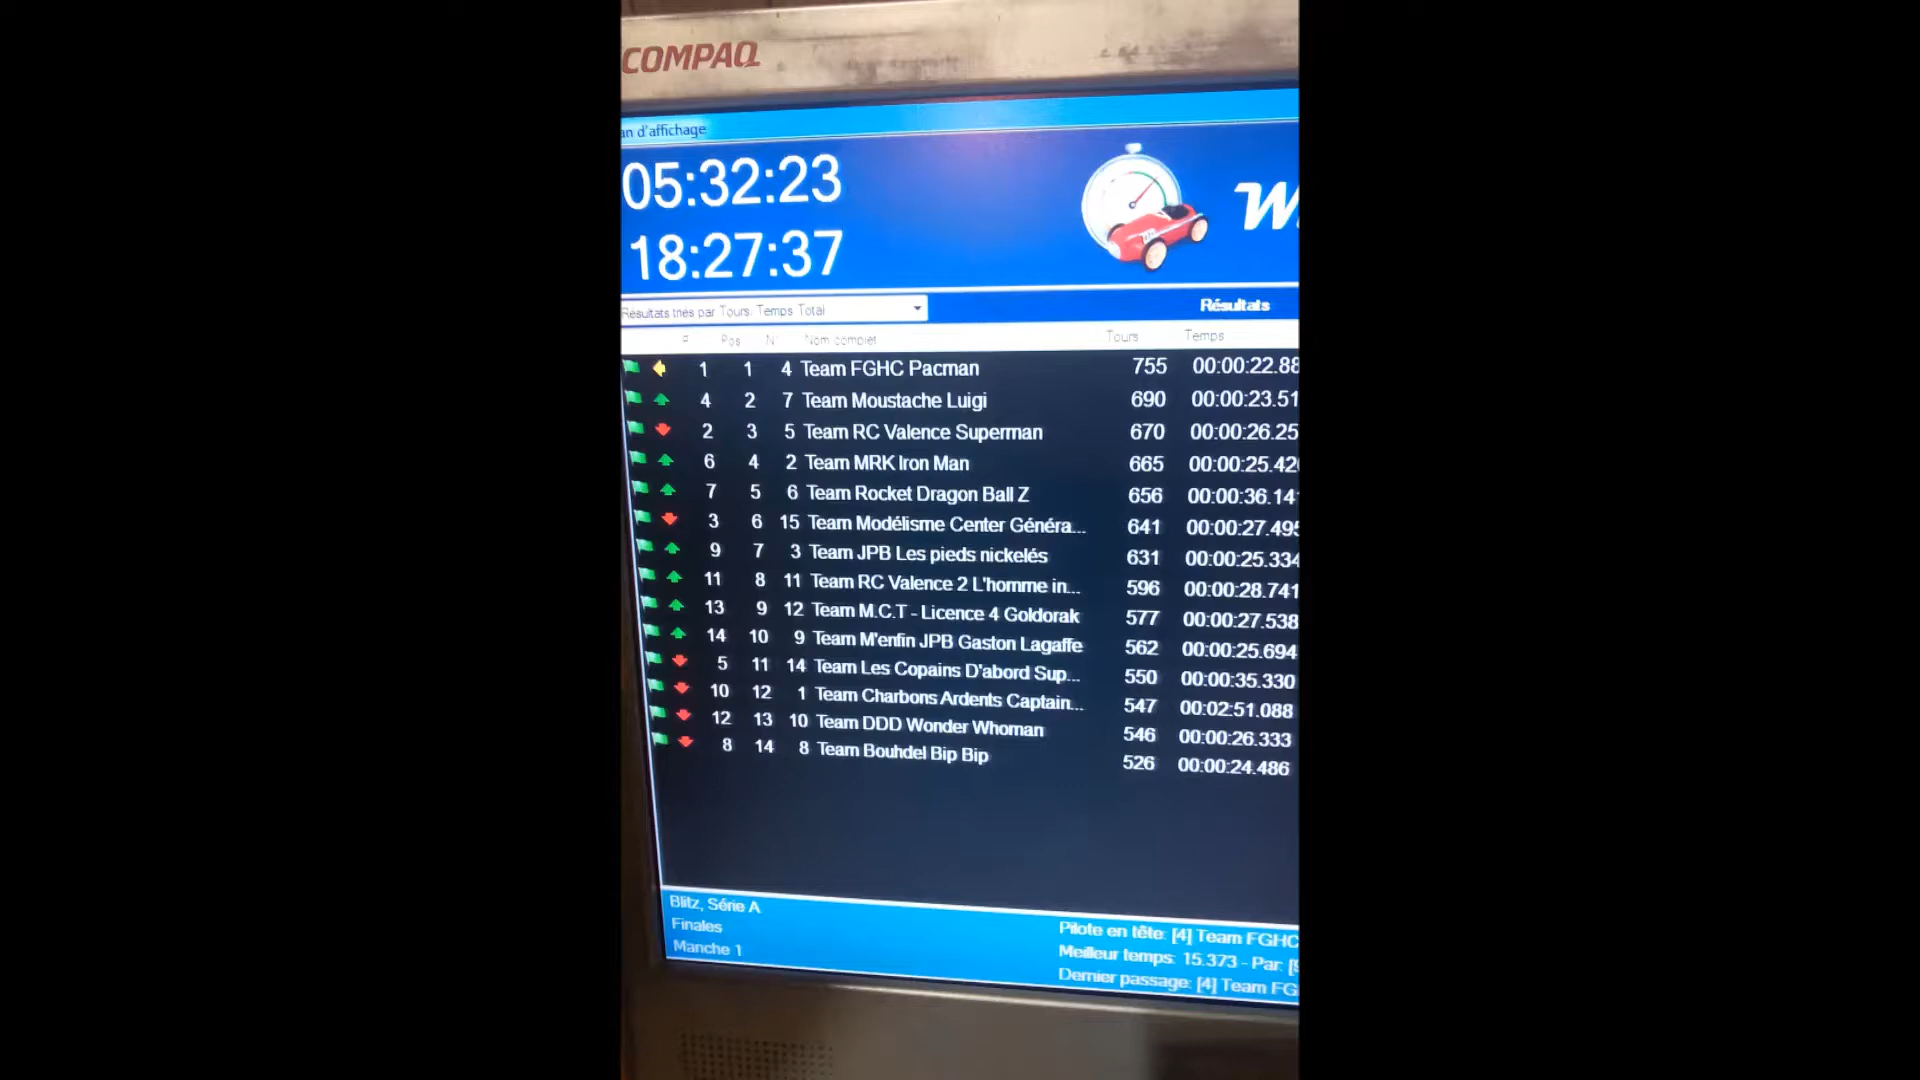 COMPAQ
an d'affichage
05:32:23
18:27:37
Résultats triés par Tours, Temps Total
Résultats
P Pos N° Nom complet Tours Temps
1 1 4 Team FGHC Pacman 755 00:00:22.88
4 2 7 Team Moustache Luigi 690 00:00:23.51
2 3 5 Team RC Valence Superman 670 00:00:26.25
6 4 2 Team MRK Iron Man 665 00:00:25.420
7 5 6 Team Rocket Dragon Ball Z 656 00:00:36.14
3 6 15 Team Modélisme Center Généra... 641 00:00:27.495
9 7 3 Team JPB Les pieds nickelés 631 00:00:25.334
11 8 11 Team RC Valence 2 L'homme in... 596 00:00:28.741
13 9 12 Team M.C.T - Licence 4 Goldorak 577 00:00:27.538
14 10 9 Team M'enfin JPB Gaston Lagaffe 562 00:00:25.694
5 11 14 Team Les Copains D'abord Sup... 550 00:00:35.330
10 12 1 Team Charbons Ardents Captain... 547 00:02:51.088
12 13 10 Team DDD Wonder Whoman 546 00:00:26.333
8 14 8 Team Bouhdel Bip Bip 526 00:00:24.486
Blitz, Série A
Finales
Manche 1
Pilote en tête: [4] Team FGHC
Meilleur temps: 15.373 - Par: [
Dernier passage: [4] Team FG